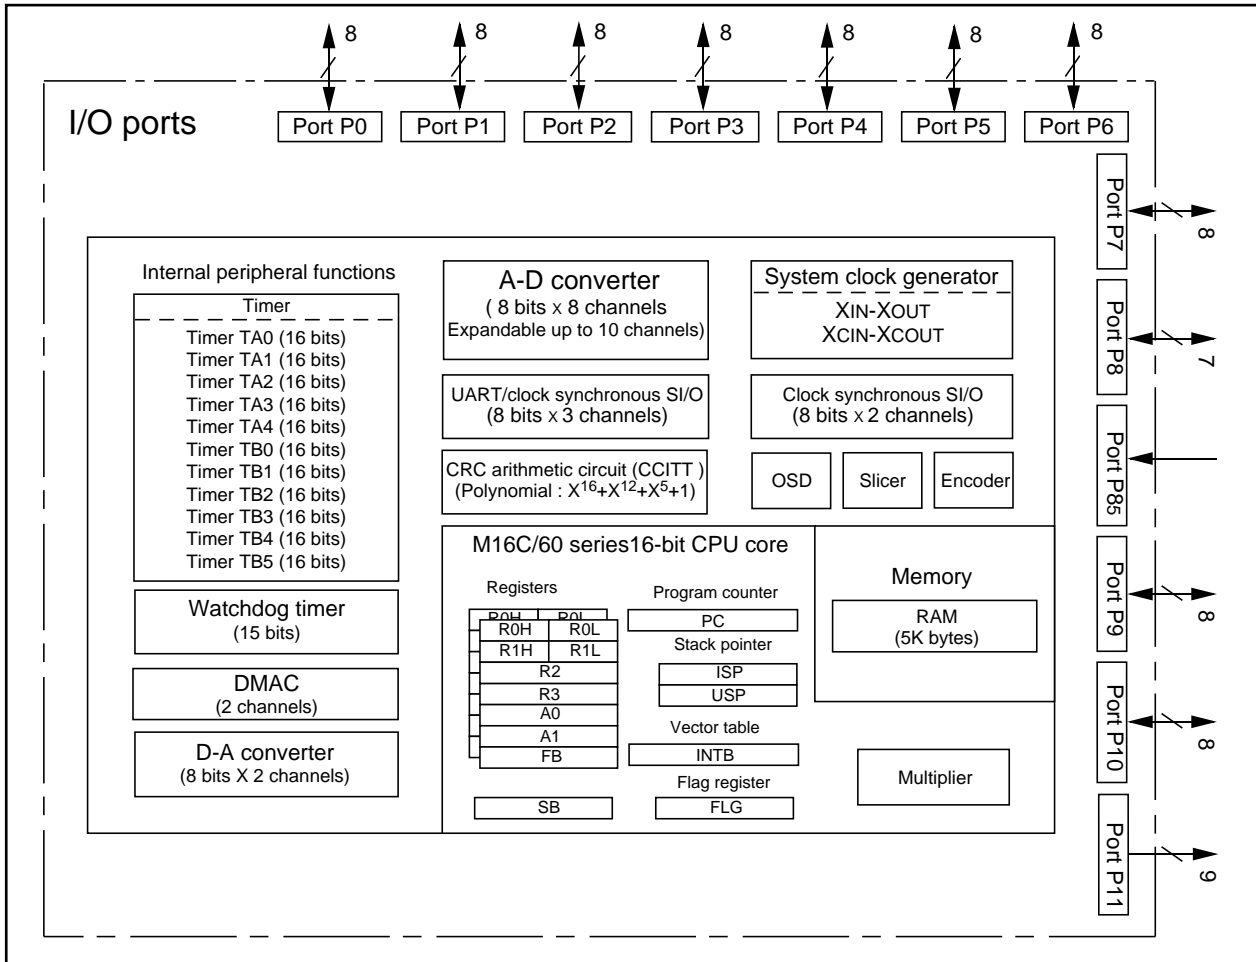 8 8 8 8 8 8 8
I/O ports
Port P0 Port P1 Port P2 Port P3 Port P4 Port P5 Port P6
Port P7
8
Port P8
7
Port P85
Port P9
8
Port P10
8
Port P11
9
Internal peripheral functions
Timer
Timer TA0 (16 bits)
Timer TA1 (16 bits)
Timer TA2 (16 bits)
Timer TA3 (16 bits)
Timer TA4 (16 bits)
Timer TB0 (16 bits)
Timer TB1 (16 bits)
Timer TB2 (16 bits)
Timer TB3 (16 bits)
Timer TB4 (16 bits)
Timer TB5 (16 bits)
Watchdog timer
(15 bits)
DMAC
(2 channels)
D-A converter
(8 bits X 2 channels)
A-D converter
( 8 bits x 8 channels
Expandable up to 10 channels)
System clock generator
XIN-XOUT
XCIN-XCOUT
UART/clock synchronous SI/O
(8 bits x 3 channels)
Clock synchronous SI/O
(8 bits x 2 channels)
CRC arithmetic circuit (CCITT )
(Polynomial : X16+X12+X5+1)
OSD
Slicer
Encoder
M16C/60 series16-bit CPU core
Registers
R0H R0L
R0H R0L
R1H R1L
R2
R3
A0
A1
FB
SB
Program counter
PC
Stack pointer
ISP
USP
Vector table
INTB
Flag register
FLG
Memory
RAM
(5K bytes)
Multiplier